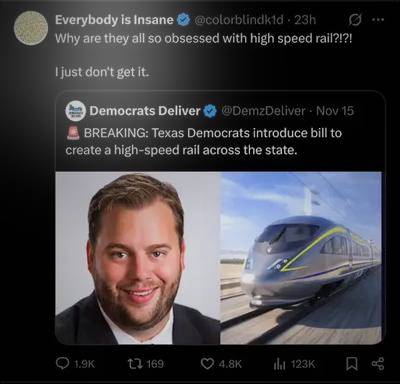 Everybody is Insane @colorblindk1d · 23h
Why are they all so obsessed with high speed rail?!?!
I just don't get it.
Democrats Deliver @DemzDeliver · Nov 15
🚨 BREAKING: Texas Democrats introduce bill to
create a high-speed rail across the state.
1.9K 169 4.8K 123K